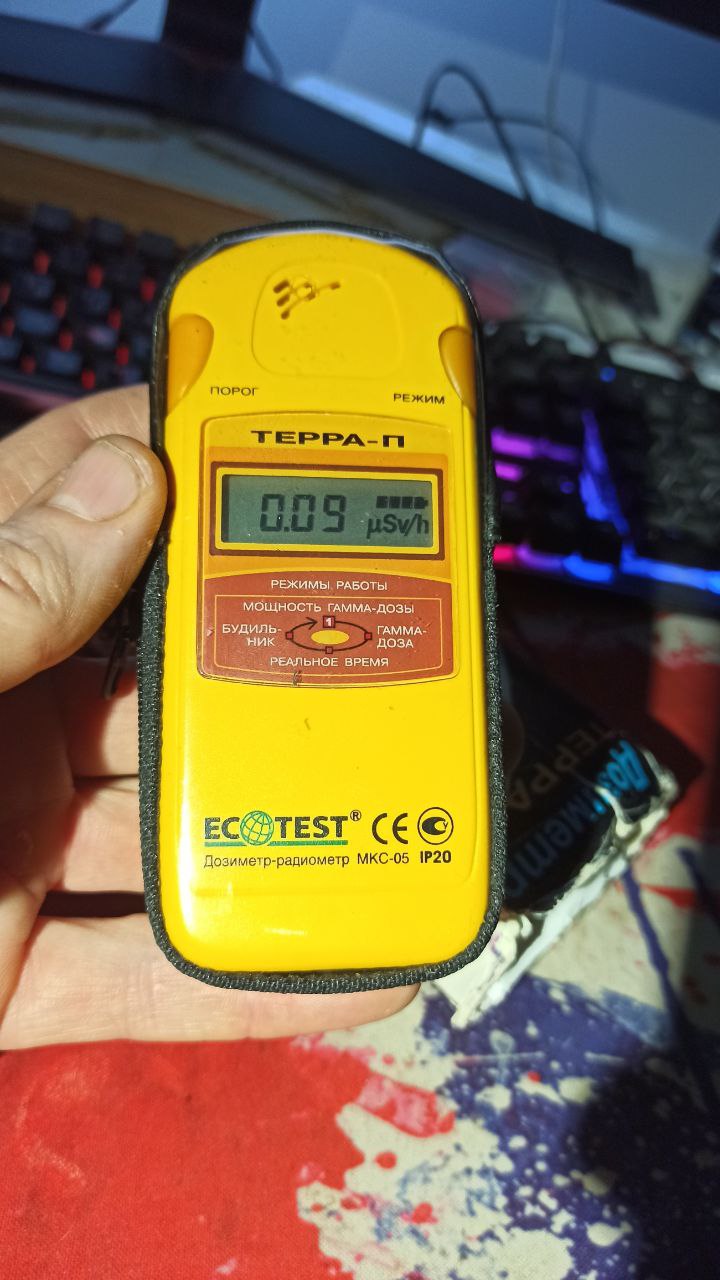 ПОРОГ
РЕЖИМ
ТЕРРА-П
0.09 µSv/h
РЕЖИМЫ РАБОТЫ
МОЩНОСТЬ ГАММА-ДОЗЫ
1
БУДИЛЬ-
НИК
ГАММА-
ДОЗА
РЕАЛЬНОЕ ВРЕМЯ
ECOTEST® CE
Дозиметр-радиометр МКС-05 IP20
ТЕРРА